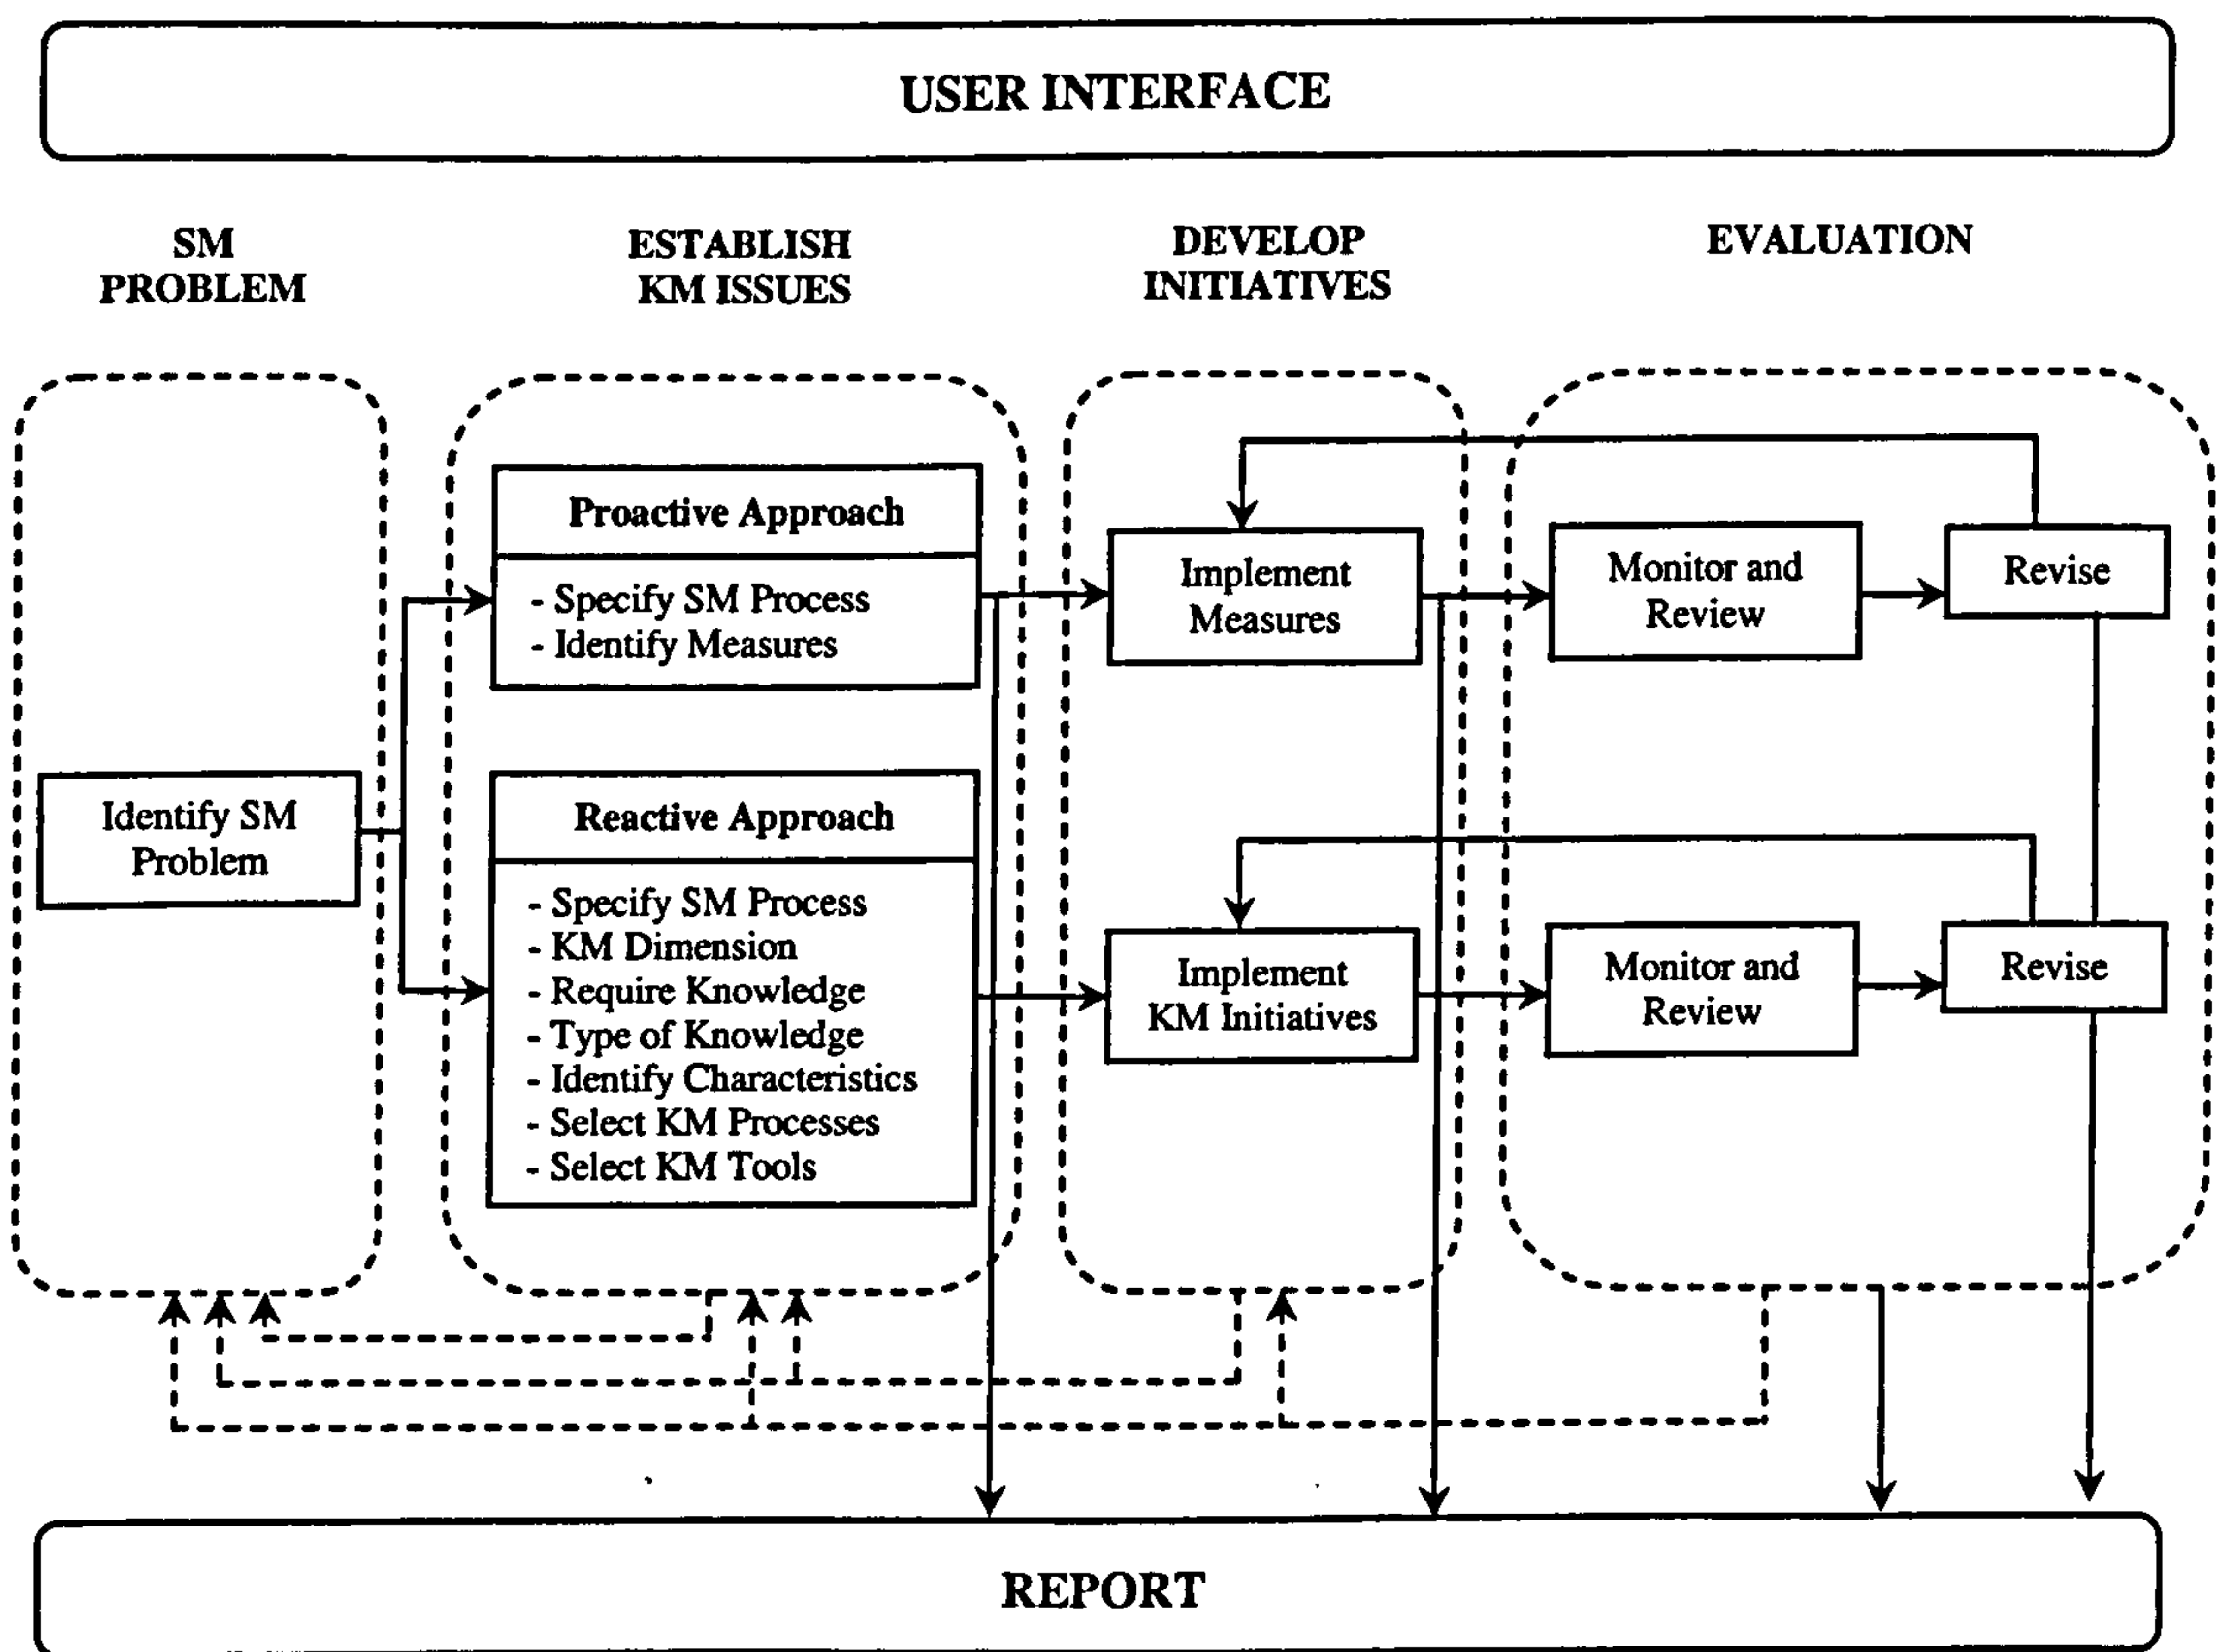 USER INTERFACE
SM
PROBLEM
ESTABLISH
KM ISSUES
DEVELOP
INITIATIVES
EVALUATION
Identify SM
Problem
Proactive Approach
- Specify SM Process
- Identify Measures
Reactive Approach
- Specify SM Process
- KM Dimension
- Require Knowledge
- Type of Knowledge
- Identify Characteristics
- Select KM Processes
- Select KM Tools
Implement
Measures
Monitor and
Review
Revise
Implement
KM Initiatives
Monitor and
Review
Revise
REPORT